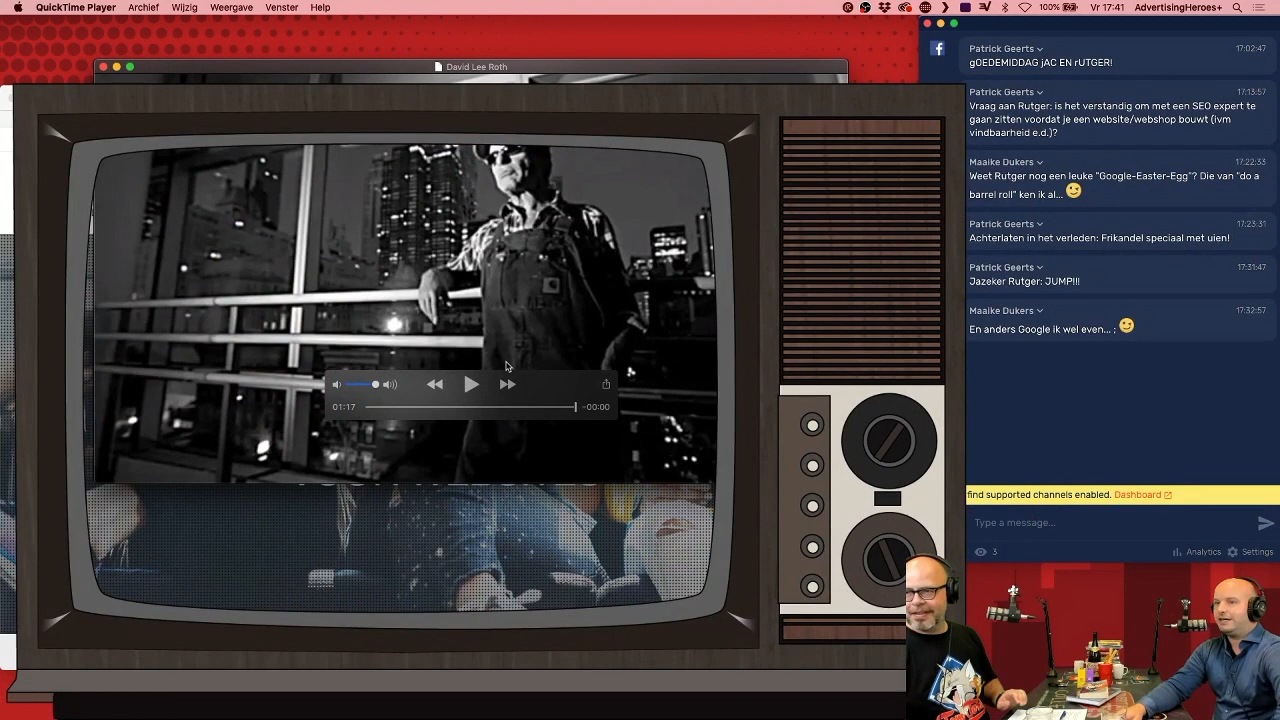 QuickTime Player Archief Wijzig Weergave Venster Help
100% Vr 17:41 AdvertisingHeroes+
David Lee Roth
Patrick Geerts 17:02:47
gOEDEMIDDAG jAC EN rUTGER!
Patrick Geerts 17:13:57
Vraag aan Rutger: is het verstandig om met een SEO expert te
gaan zitten voordat je een website/webshop bouwt (ivm
vindbaarheid e.d.)?
Maaike Dukers 17:22:33
Weet Rutger nog een leuke "Google-Easter-Egg"? Die van "do a
barrel roll" ken ik al...
Patrick Geerts 17:23:31
Achterlaten in het verleden: Frikandel speciaal met uien!
Patrick Geerts 17:31:47
Jazeker Rutger: JUMP!!!
Maaike Dukers 17:32:57
En anders Google ik wel even... ;
01:17 -00:00
find supported channels enabled. Dashboard
Type a message...
3 Analytics Settings